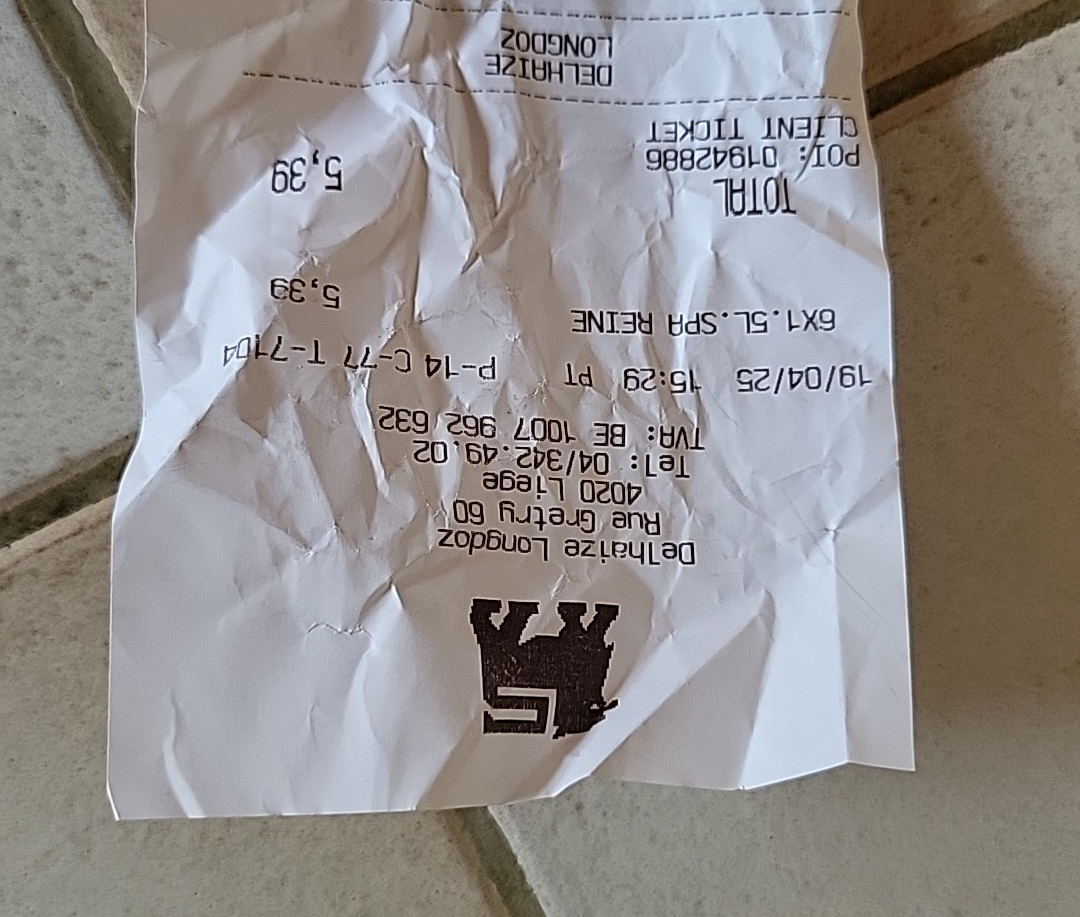 Delhaize Longdoz
Rue Gretry 60
4020 Liege
Tel: 04/342.49.02
TVA: BE 1007 962 632
19/04/25 15:29 PT P-14 C-77 T-7104
6X1.5L.SPA REINE 5,39
TOTAL 5,39
POI: 01942886
CLIENT TICKET
DELHAIZE
LONGDOZ